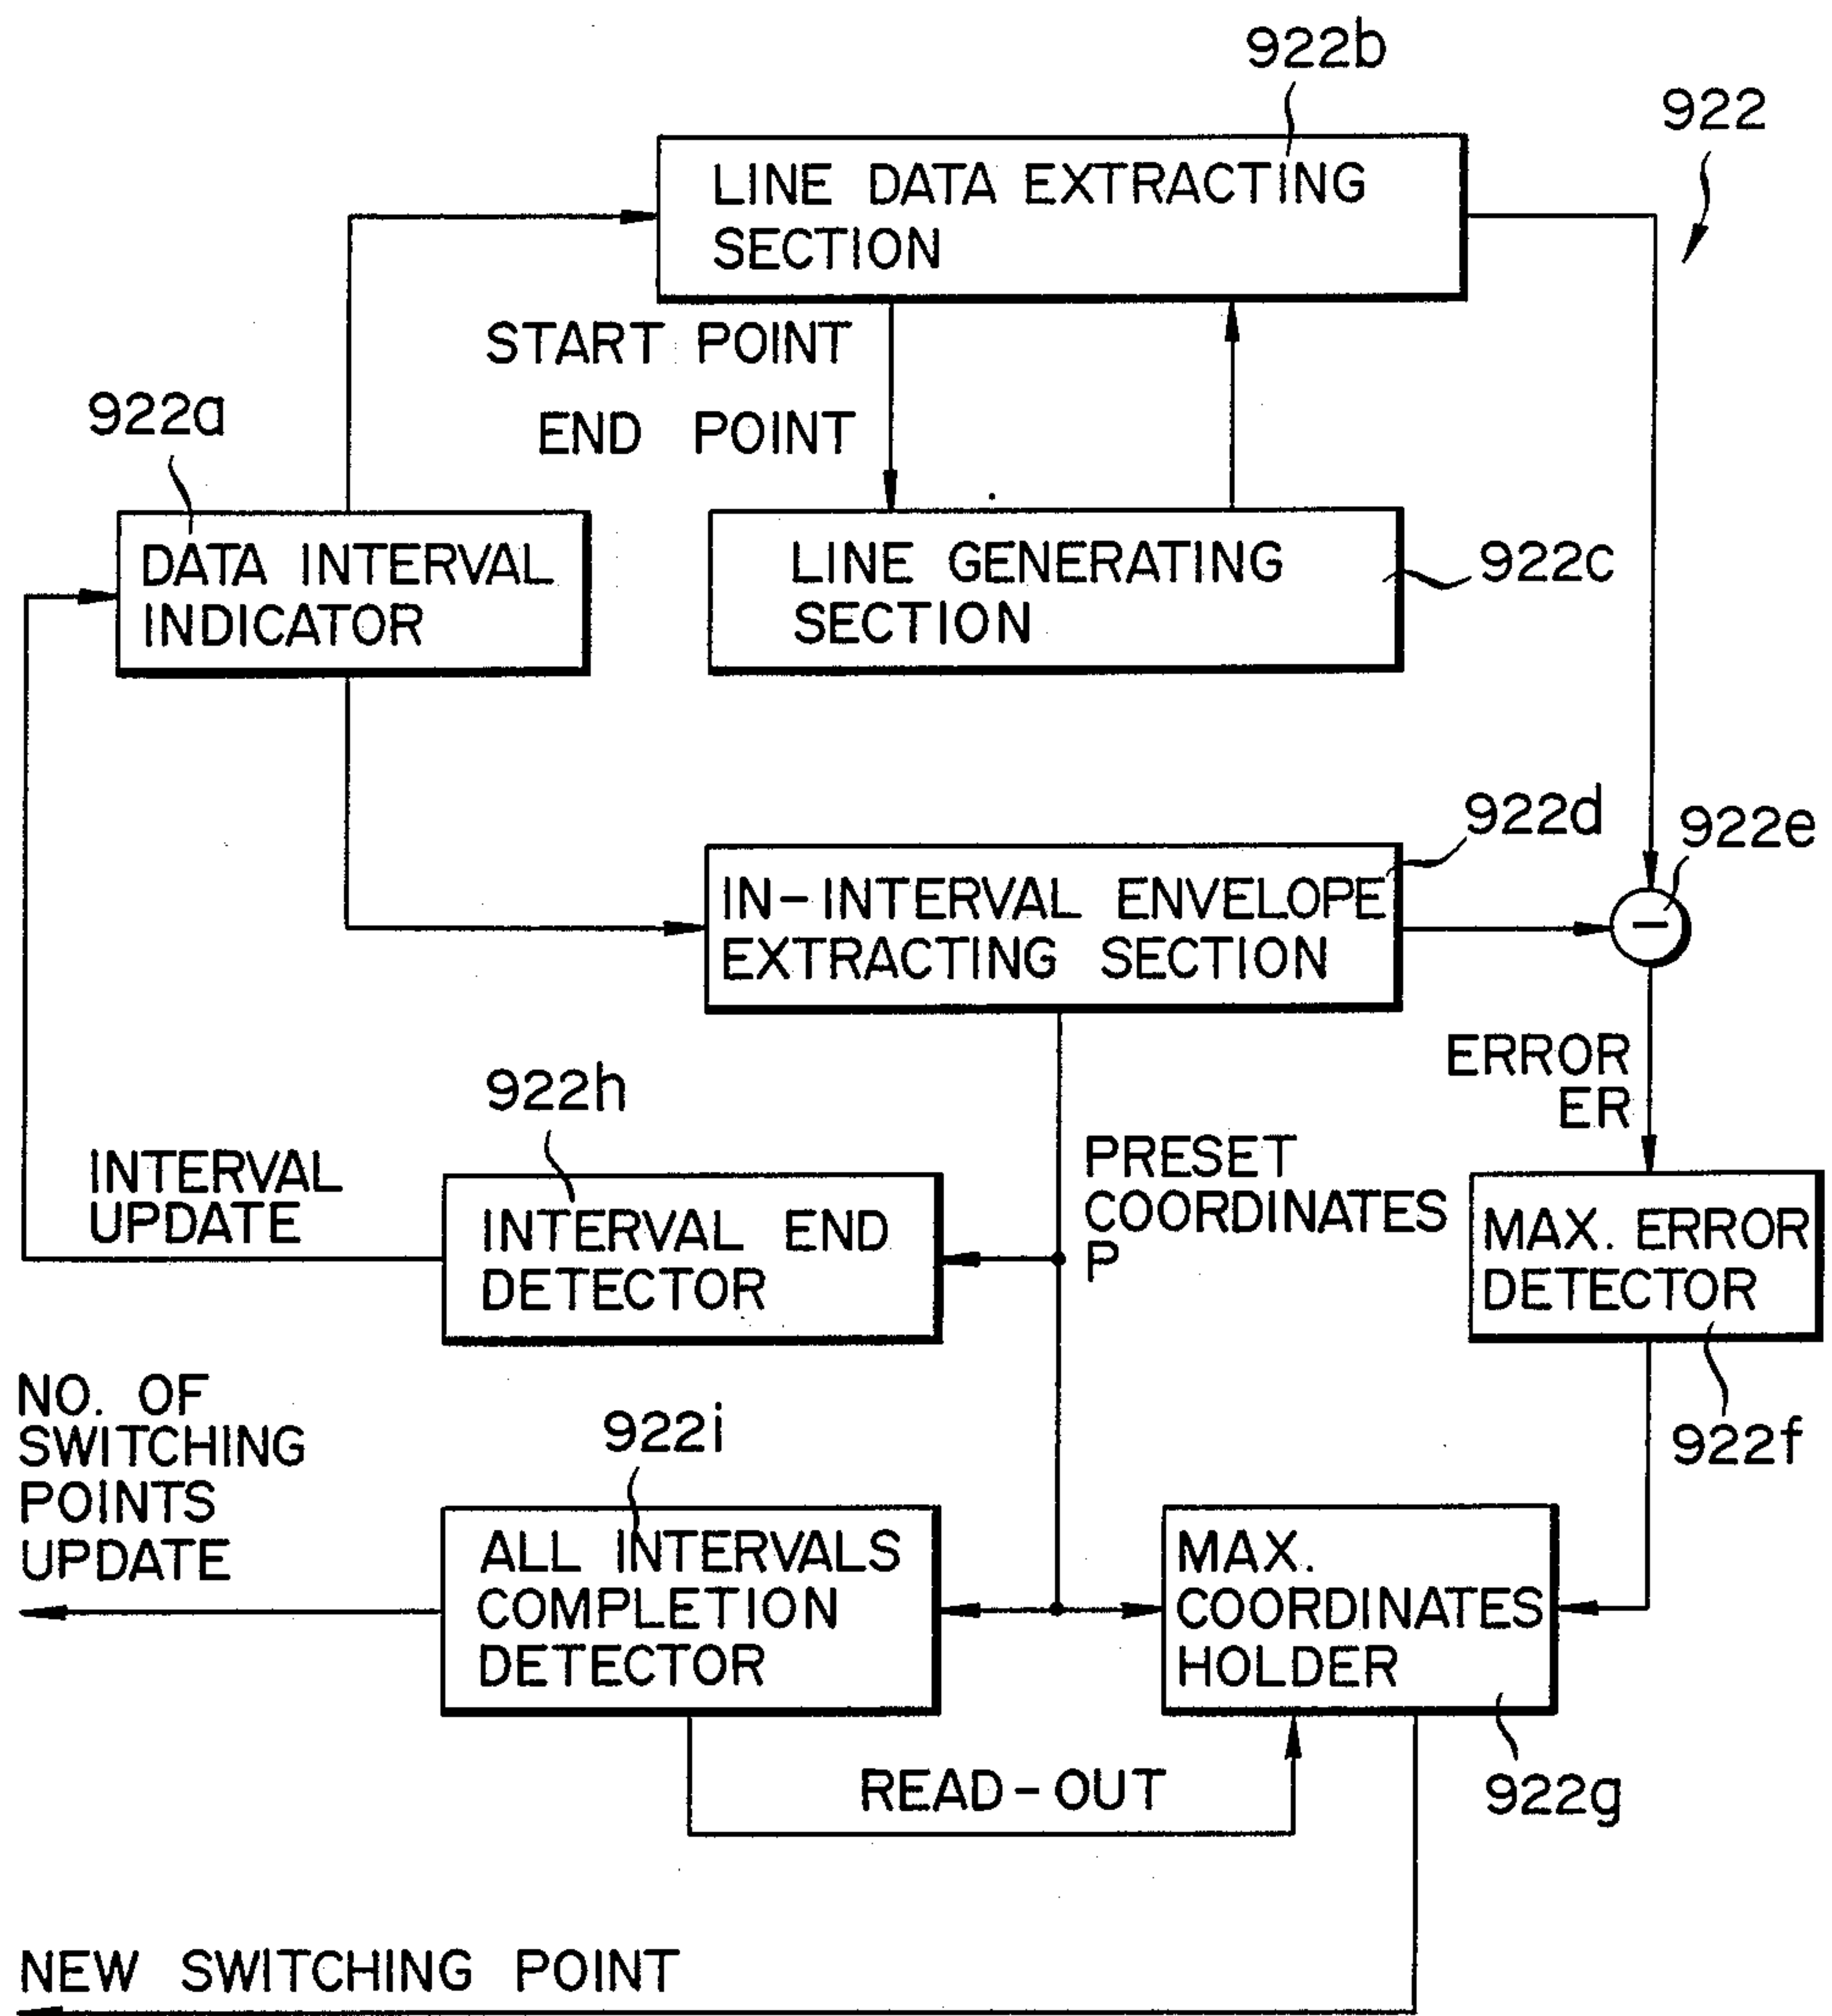 922b
922
LINE DATA EXTRACTING
SECTION
START POINT
END POINT
922a
DATA INTERVAL
INDICATOR
LINE GENERATING
SECTION
922c
922d
922e
IN-INTERVAL ENVELOPE
EXTRACTING SECTION
−
ERROR
ER
922h
PRESET
COORDINATES
P
INTERVAL
UPDATE
INTERVAL END
DETECTOR
MAX. ERROR
DETECTOR
922f
NO. OF
SWITCHING
POINTS
UPDATE
922i
ALL INTERVALS
COMPLETION
DETECTOR
MAX.
COORDINATES
HOLDER
READ-OUT
922g
NEW SWITCHING POINT